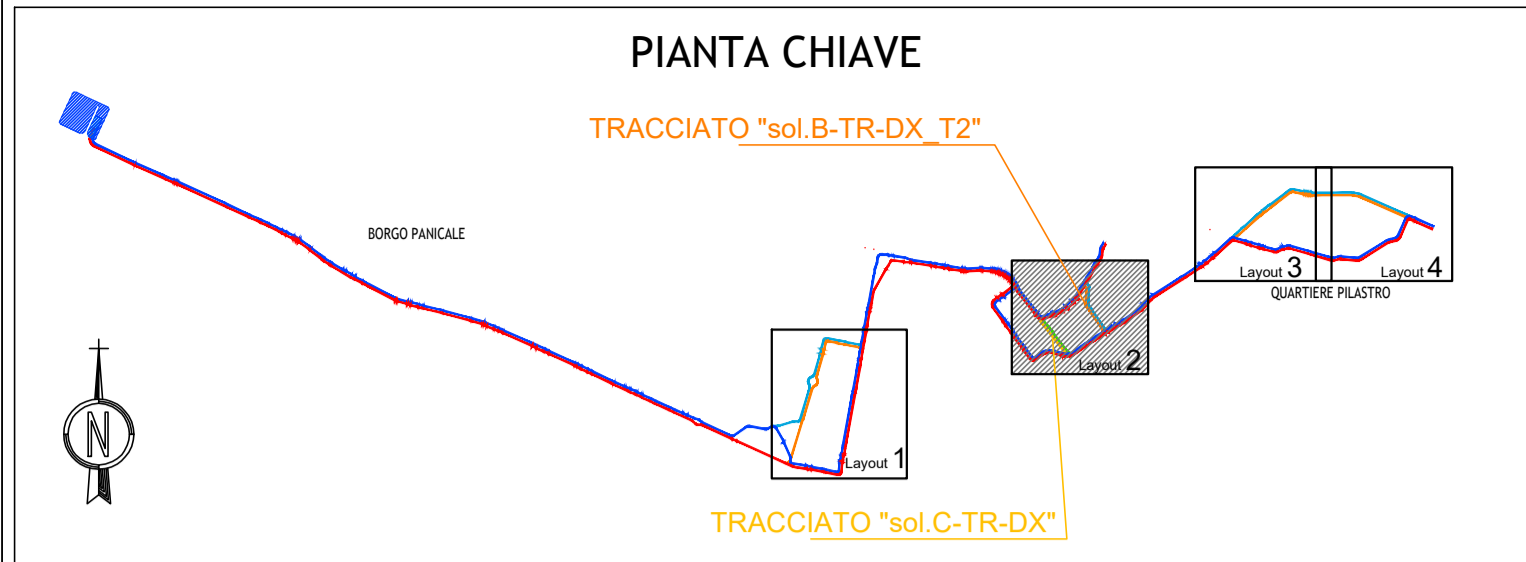 PIANTA CHIAVE
TRACCIATO "sol.B-TR-DX_T2"
BORGO PANICALE
Layout 3
Layout 4
QUARTIERE PILASTRO
Layout 2
Layout 1
N
TRACCIATO "sol.C-TR-DX"